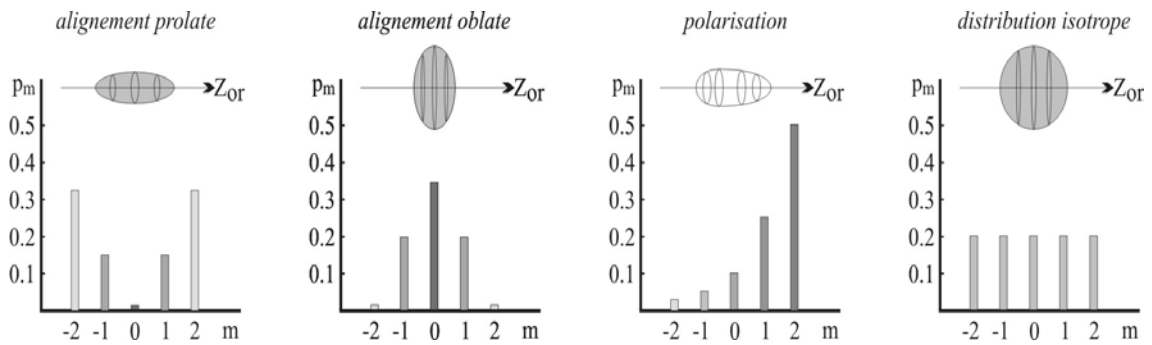 alignement prolate
alignement oblate
polarisation
distribution isotrope
pm Zor
0.5
0.4
0.3
0.2
0.1
-2 -1 0 1 2 m
pm Zor
0.5
0.4
0.3
0.2
0.1
-2 -1 0 1 2 m
pm Zor
0.5
0.4
0.3
0.2
0.1
-2 -1 0 1 2 m
pm Zor
0.5
0.4
0.3
0.2
0.1
-2 -1 0 1 2 m